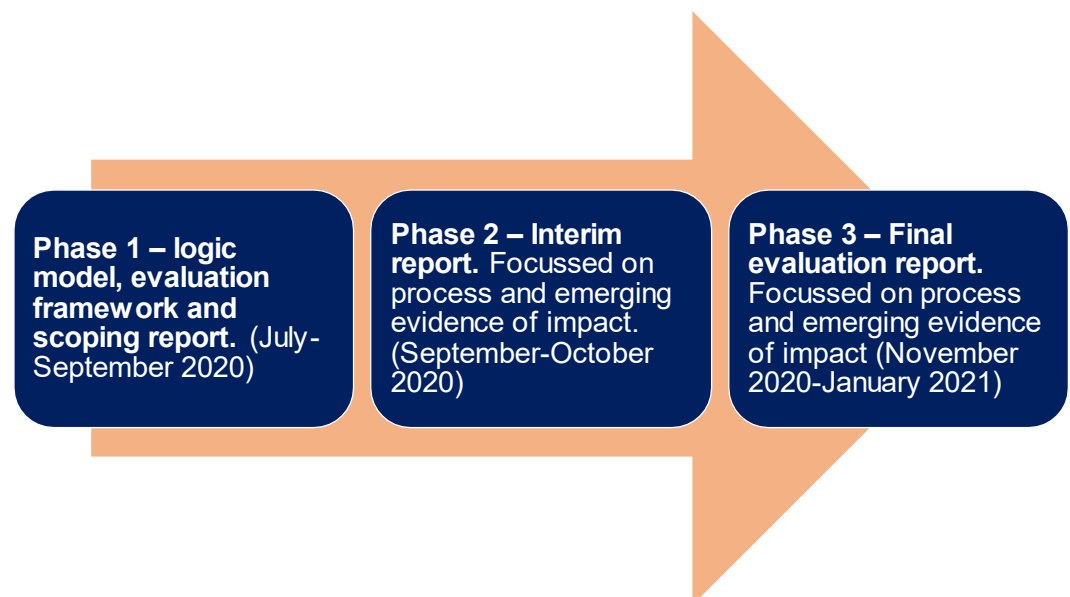 Phase 1 – logic
model, evaluation
framework and
scoping report. (July-
September 2020)
Phase 2 – Interim
report. Focussed on
process and emerging
evidence of impact.
(September-October
2020)
Phase 3 – Final
evaluation report.
Focussed on process
and emerging evidence
of impact (November
2020-January 2021)